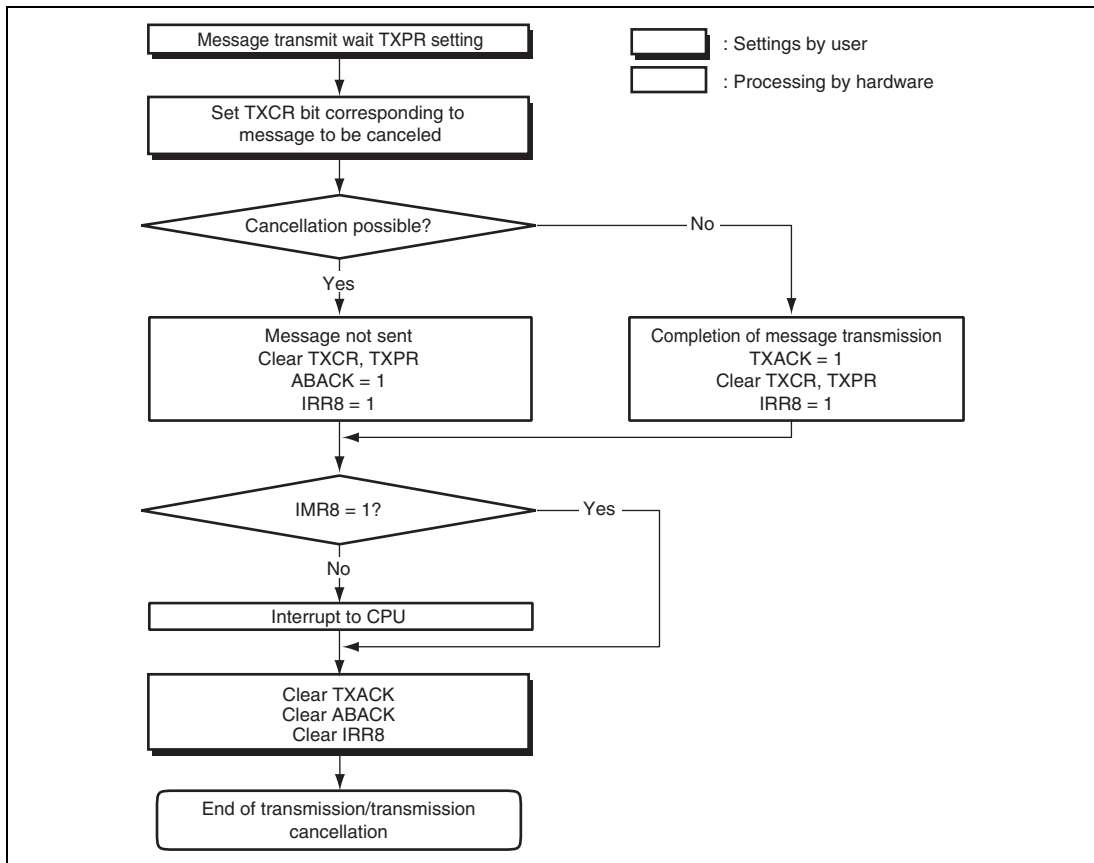 Message transmit wait TXPR setting
: Settings by user
: Processing by hardware
Set TXCR bit corresponding to
message to be canceled
Cancellation possible?
No
Yes
Message not sent
Clear TXCR, TXPR
ABACK = 1
IRR8 = 1
Completion of message transmission
TXACK = 1
Clear TXCR, TXPR
IRR8 = 1
IMR8 = 1?
Yes
No
Interrupt to CPU
Clear TXACK
Clear ABACK
Clear IRR8
End of transmission/transmission
cancellation